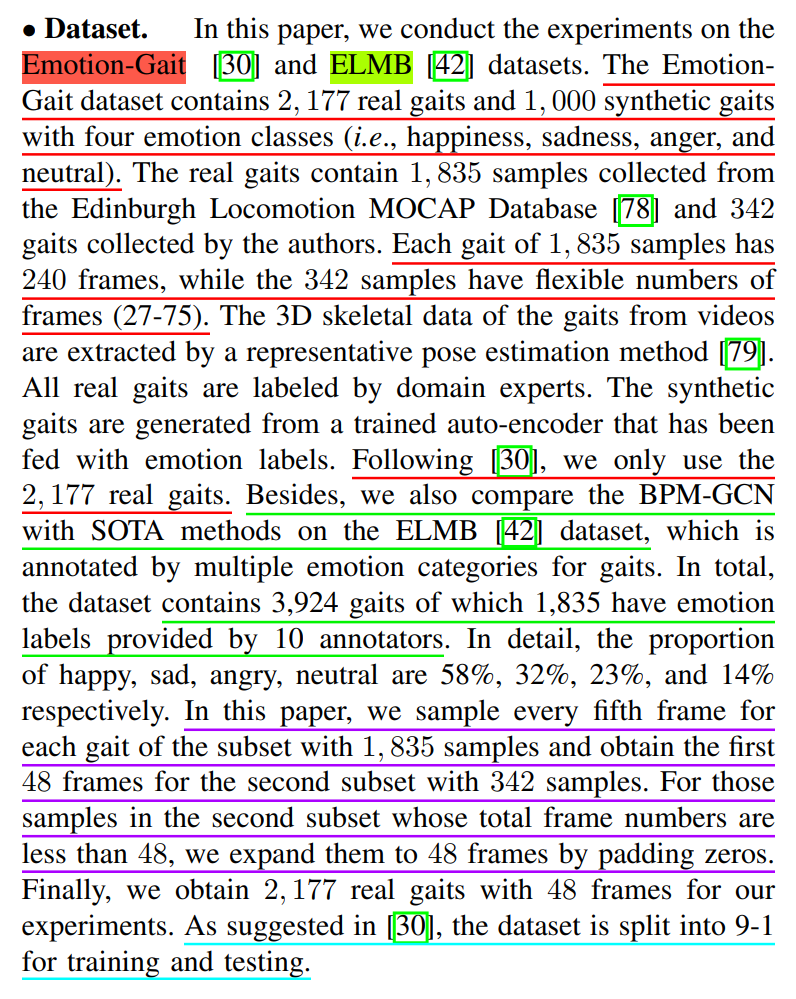 • Dataset. In this paper, we conduct the experiments on the
Emotion-Gait [30] and ELMB [42] datasets. The Emotion-
Gait dataset contains 2, 177 real gaits and 1, 000 synthetic gaits
with four emotion classes (i.e., happiness, sadness, anger, and
neutral). The real gaits contain 1, 835 samples collected from
the Edinburgh Locomotion MOCAP Database [78] and 342
gaits collected by the authors. Each gait of 1, 835 samples has
240 frames, while the 342 samples have flexible numbers of
frames (27-75). The 3D skeletal data of the gaits from videos
are extracted by a representative pose estimation method [79].
All real gaits are labeled by domain experts. The synthetic
gaits are generated from a trained auto-encoder that has been
fed with emotion labels. Following [30], we only use the
2, 177 real gaits. Besides, we also compare the BPM-GCN
with SOTA methods on the ELMB [42] dataset, which is
annotated by multiple emotion categories for gaits. In total,
the dataset contains 3,924 gaits of which 1,835 have emotion
labels provided by 10 annotators. In detail, the proportion
of happy, sad, angry, neutral are 58%, 32%, 23%, and 14%
respectively. In this paper, we sample every fifth frame for
each gait of the subset with 1, 835 samples and obtain the first
48 frames for the second subset with 342 samples. For those
samples in the second subset whose total frame numbers are
less than 48, we expand them to 48 frames by padding zeros.
Finally, we obtain 2, 177 real gaits with 48 frames for our
experiments. As suggested in [30], the dataset is split into 9-1
for training and testing.